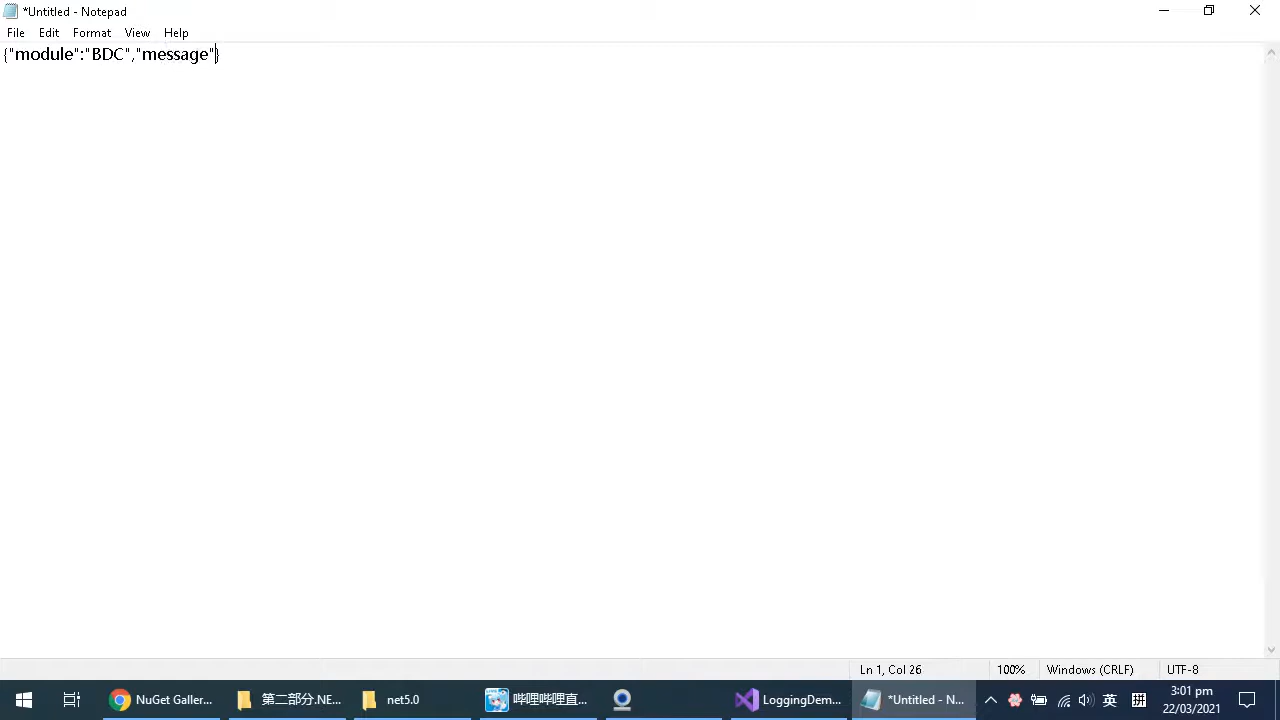 *Untitled - Notepad
File Edit Format View Help
{"module":"BDC","message"}
Ln 1, Col 26 100% Windows (CRLF) UTF-8
NuGet Galler... 第二部分.NE... net5.0 哔哩哔哩直... LoggingDem... *Untitled - N... 英 拼 3:01 pm
22/03/2021